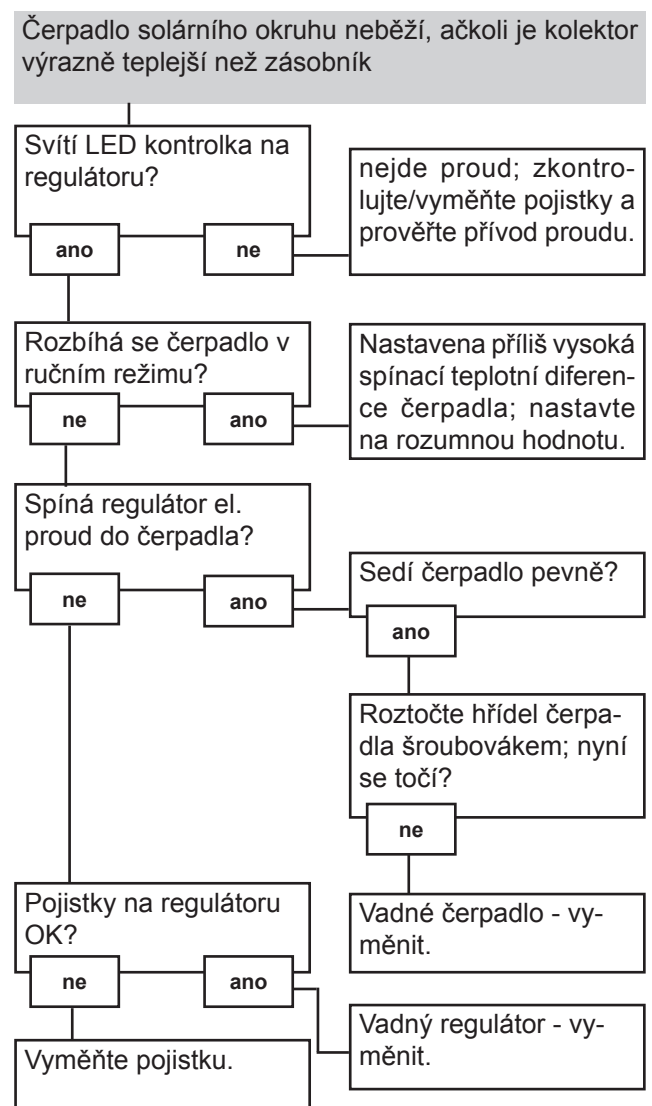 Čerpadlo solárního okruhu neběží, ačkoli je kolektor
výrazně teplejší než zásobník
Svítí LED kontrolka na
regulátoru?
ano
ne
nejde proud; zkontro-
lujte/vyměňte pojistky a
prověřte přívod proudu.
Rozbíhá se čerpadlo v
ručním režimu?
ne
ano
Nastavena příliš vysoká
spínací teplotní diferen-
ce čerpadla; nastavte
na rozumnou hodnotu.
Spíná regulátor el.
proud do čerpadla?
ne
ano
Sedí čerpadlo pevně?
ano
Roztočte hřídel čerpa-
dla šroubovákem; nyní
se točí?
ne
Vadné čerpadlo - vy-
měnit.
Pojistky na regulátoru
OK?
ne
ano
Vadný regulátor - vy-
měnit.
Vyměňte pojistku.